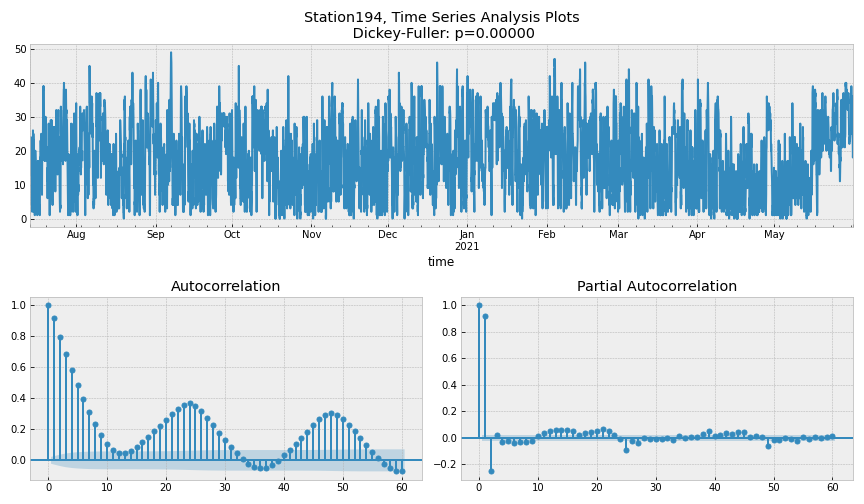 Station194, Time Series Analysis Plots
Dickey-Fuller: p=0.00000
50
40
30
20
10
0
Aug Sep Oct Nov Dec Jan Feb Mar Apr May
2021
time
Autocorrelation
1.0
0.8
0.6
0.4
0.2
0.0
0 10 20 30 40 50 60
Partial Autocorrelation
1.0
0.8
0.6
0.4
0.2
0.0
−0.2
0 10 20 30 40 50 60